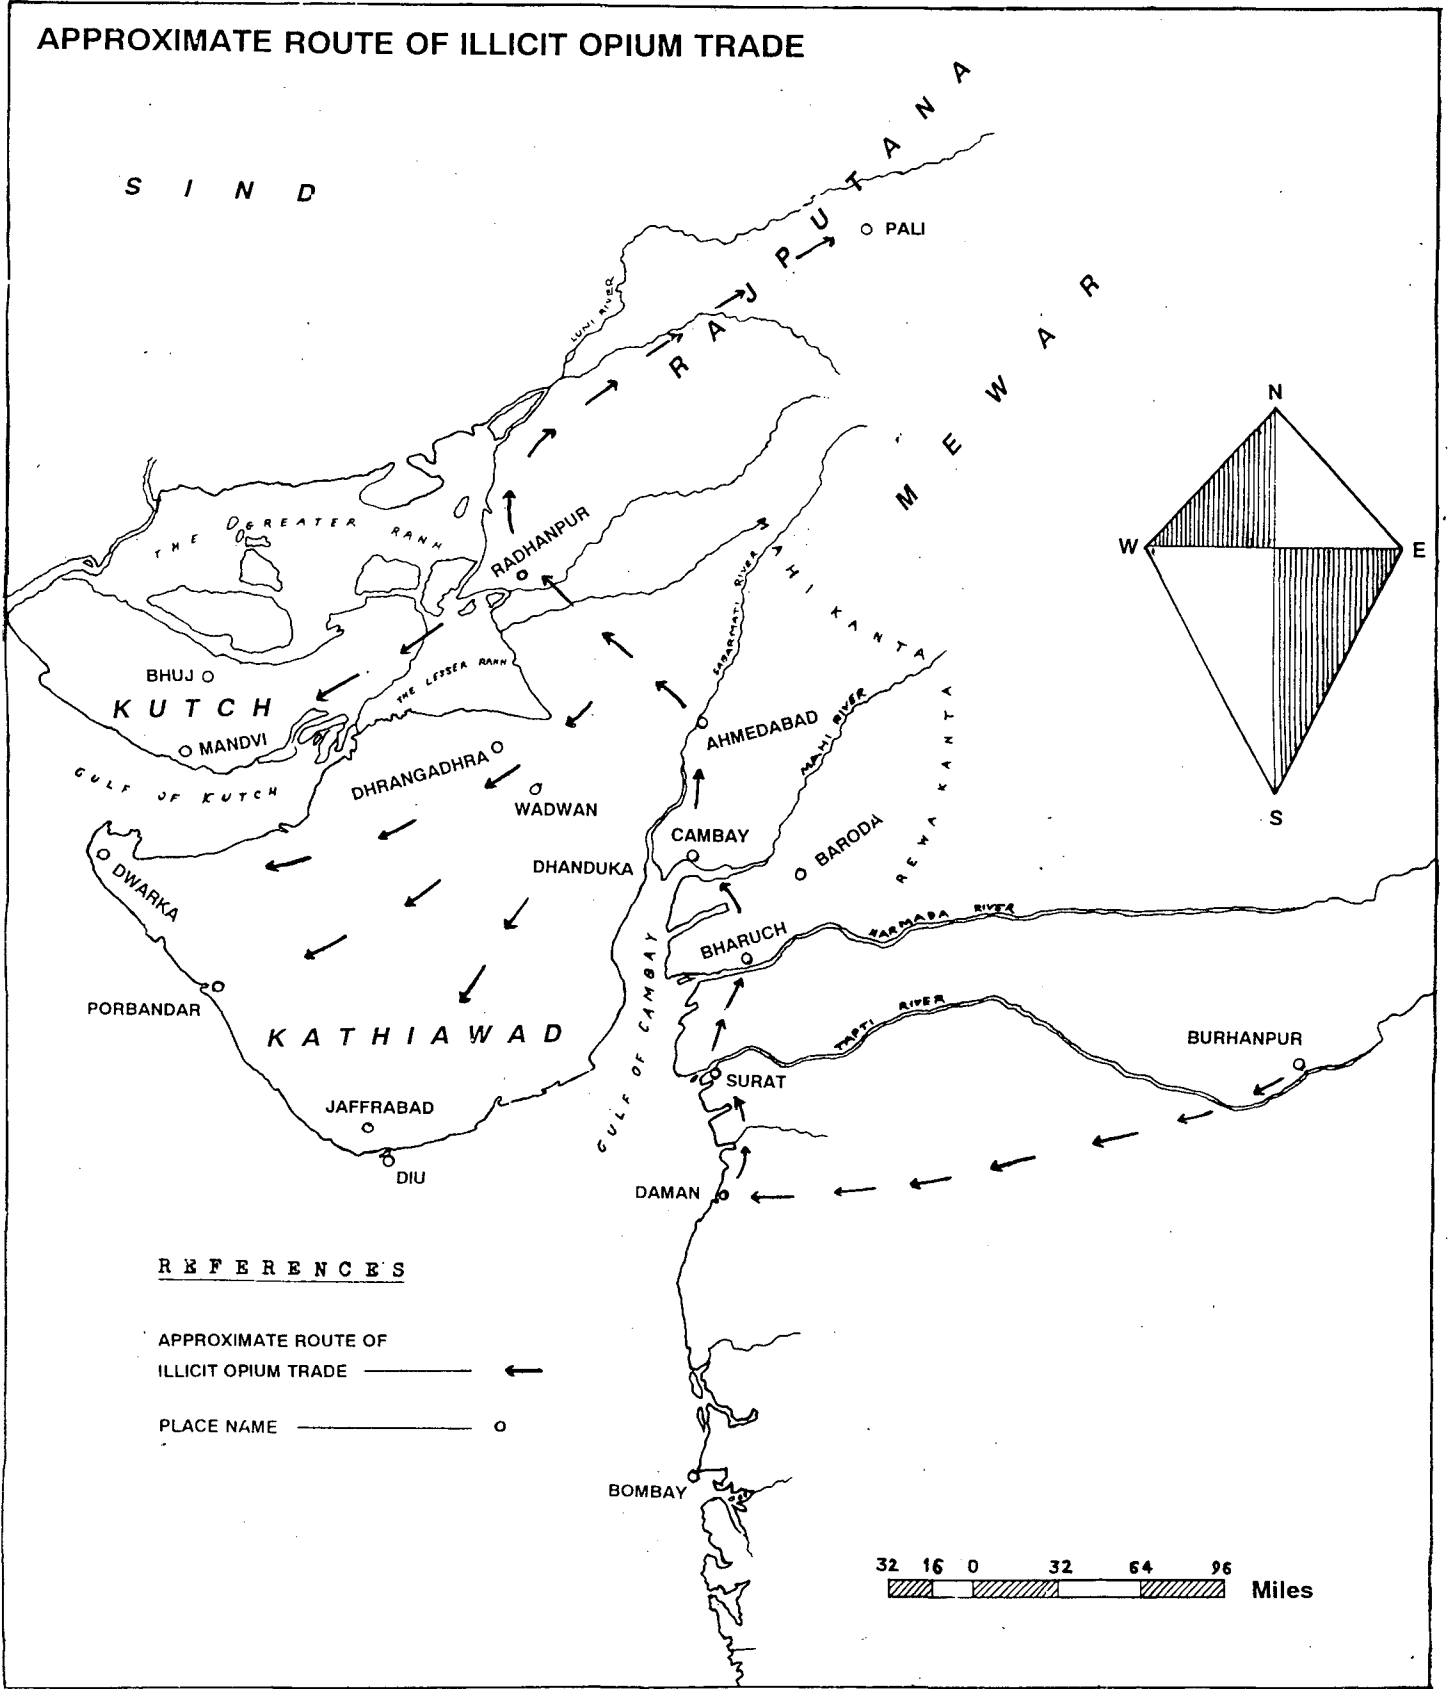 APPROXIMATE ROUTE OF ILLICIT OPIUM TRADE
SIND
RAJPUTANA
PALI
LUNI RIVER
MEWAR
N
W
E
S
THE GREATER RANN
RADHANPUR
MAHI KANTA
SABARMATI RIVER
THE LESSER RANN
BHUJ
KUTCH
MANDVI
GULF OF KUTCH
AHMEDABAD
MAHI RIVER
REWA KANTA
DHRANGADHRA
WADWAN
CAMBAY
BARODA
DHANDUKA
DWARKA
BHARUCH
NARMADA RIVER
GULF OF CAMBAY
PORBANDAR
KATHIAWAD
TAPTI RIVER
BURHANPUR
SURAT
JAFFRABAD
DIU
DAMAN
REFERENCES
APPROXIMATE ROUTE OF
ILLICIT OPIUM TRADE
PLACE NAME
BOMBAY
32 16 0 32 64 96
Miles